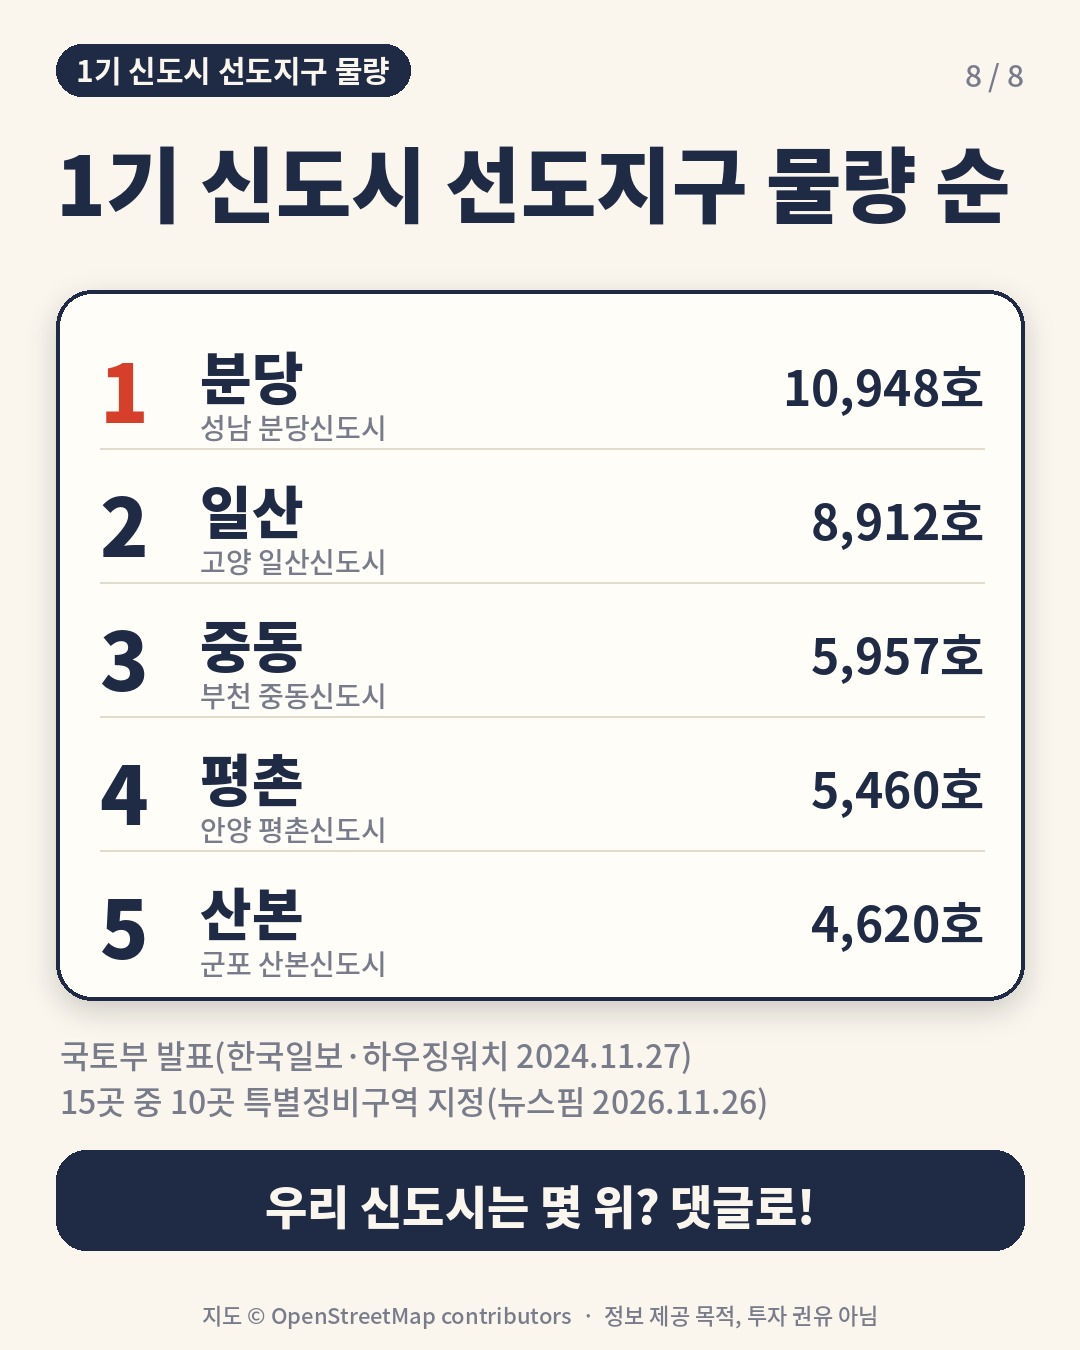 1기 신도시 선도지구 물량
8 / 8
1기 신도시 선도지구 물량 순
1 분당 10,948호
성남 분당신도시
2 일산 8,912호
고양 일산신도시
3 중동 5,957호
부천 중동신도시
4 평촌 5,460호
안양 평촌신도시
5 산본 4,620호
군포 산본신도시
국토부 발표(한국일보·하우징워치 2024.11.27)
15곳 중 10곳 특별정비구역 지정(뉴스핌 2026.11.26)
우리 신도시는 몇 위? 댓글로!
지도 © OpenStreetMap contributors · 정보 제공 목적, 투자 권유 아님